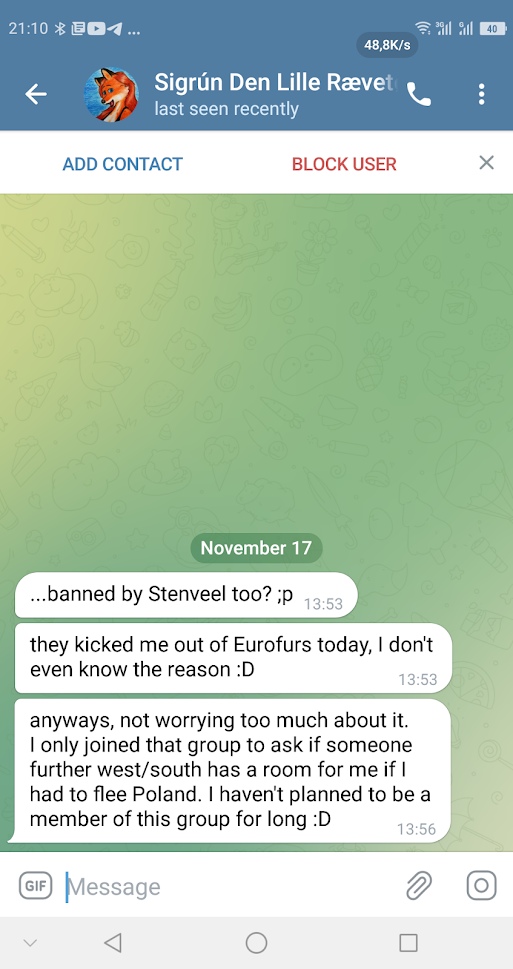 21:10 ...
3G G 40
48,8K/s
Sigrún Den Lille Rævet
last seen recently
ADD CONTACT BLOCK USER
November 17
...banned by Stenveel too? ;p 13:53
they kicked me out of Eurofurs today, I don't
even know the reason :D 13:53
anyways, not worrying too much about it.
I only joined that group to ask if someone
further west/south has a room for me if I
had to flee Poland. I haven't planned to be a
member of this group for long :D 13:56
GIF Message